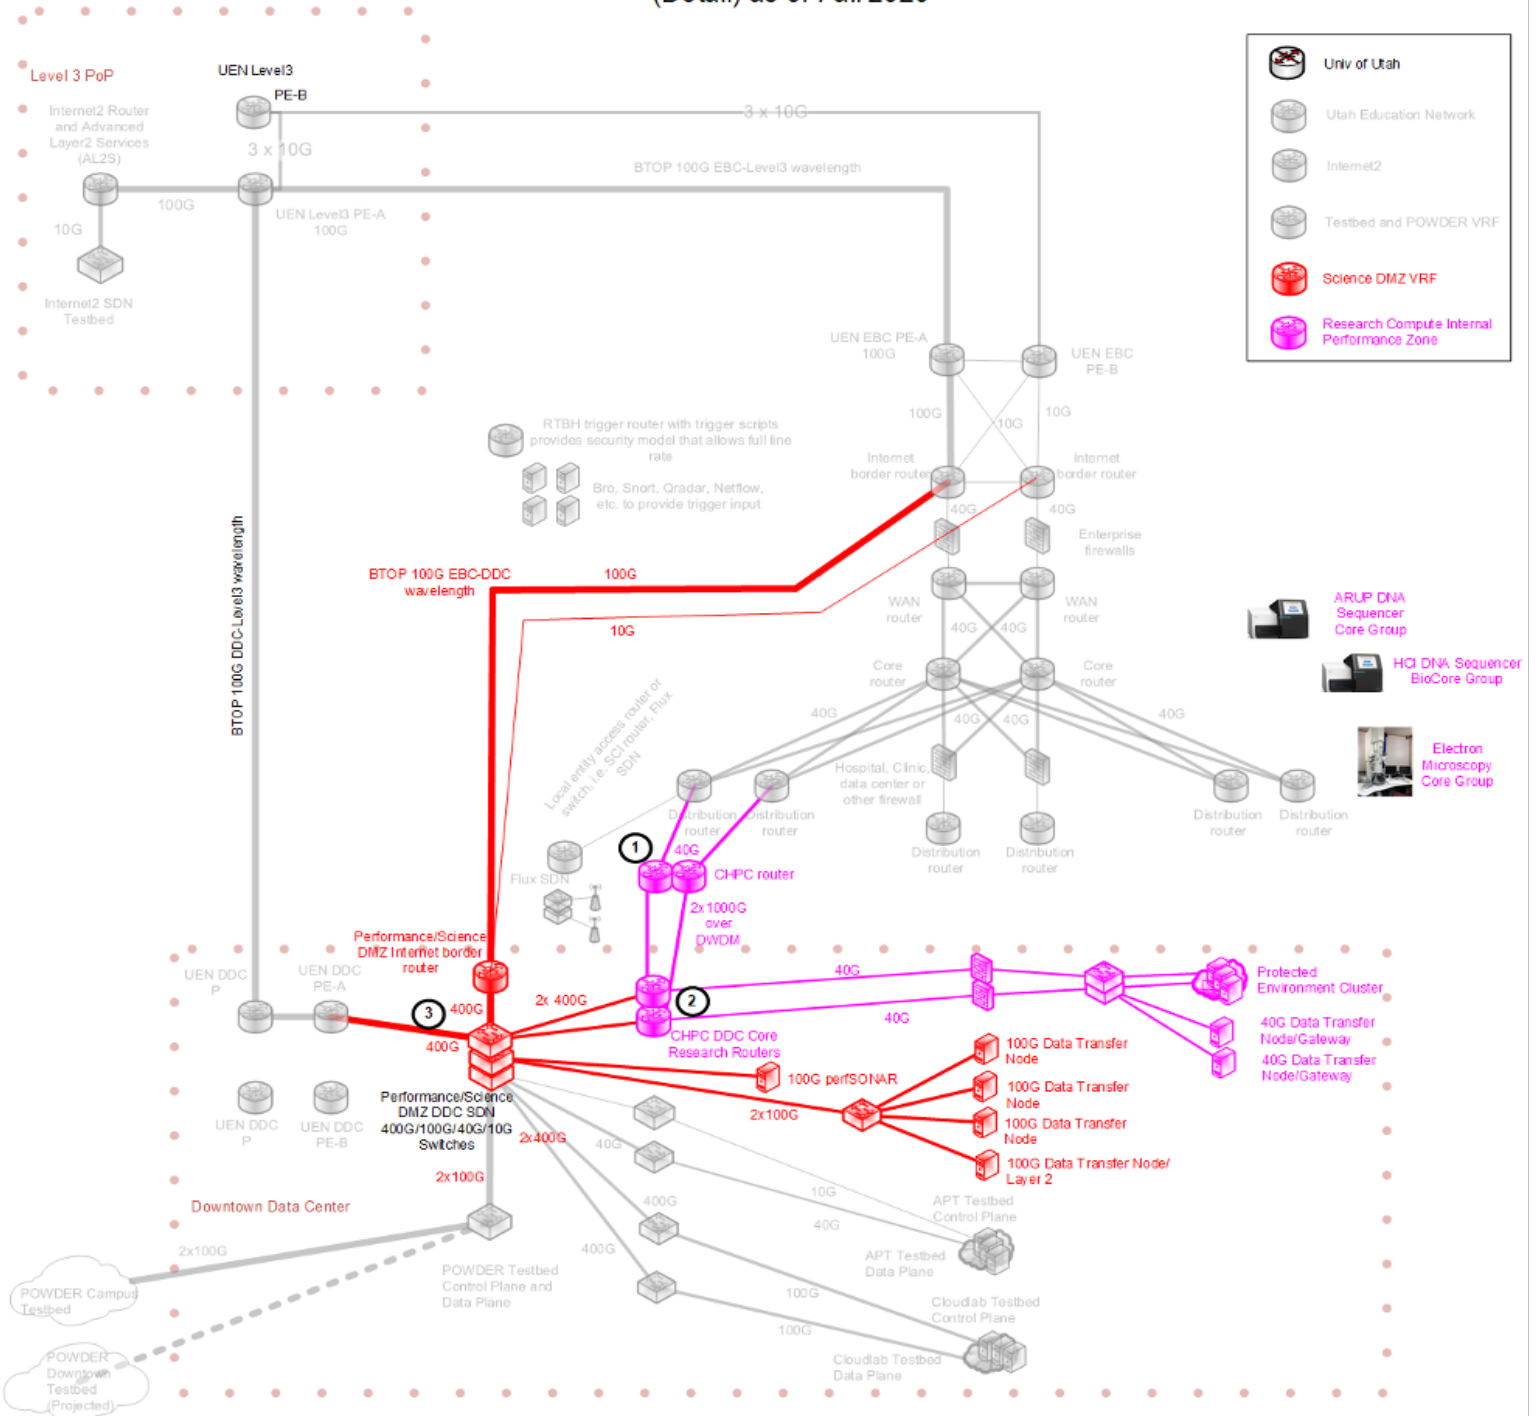 (Detail) as of Fall 2020
Level 3 PoP
UEN Level3
PE-B
Internet2 Router
and Advanced
Layer2 Services
(AL2S)
3 x 10G
3 x 10G
100G
UEN Level3 PE-A
100G
10G
Internet2 SDN
Testbed
BTOP 100G EBC-Level3 wavelength
Univ of Utah
Utah Education Network
Internet2
Testbed and POWDER VRF
Science DMZ VRF
Research Compute Internal
Performance Zone
UEN EBC PE-A
100G
UEN EBC
PE-B
100G
10G
10G
RTBH trigger router with trigger scripts
provides security model that allows full line
rate
Bro, Snort, Qradar, Netflow,
etc. to provide trigger input
Internet
border router
Internet
border router
40G
40G
Enterprise
firewalls
BTOP 100G DDC-Level3 wavelength
BTOP 100G EBC-DDC
wavelength
100G
10G
WAN
router
WAN
router
40G
40G
Core
router
Core
router
ARUP DNA
Sequencer
Core Group
HCI DNA Sequencer
BioCore Group
Electron
Microscopy
Core Group
40G
40G
40G
40G
Local entity access router or
switch, i.e. SCI router, Flux
SDN
Hospital, Clinic,
data center or
other firewall
Distribution
router
Distribution
router
Distribution
router
Distribution
router
Distribution
router
Distribution
router
Flux SDN
1
40G
CHPC router
2x1000G
over
DWDM
Performance/Science
DMZ Internet border
router
UEN DDC
P
UEN DDC
PE-A
3
400G
400G
2x 400G
2
CHPC DDC Core
Research Routers
40G
40G
Protected
Environment Cluster
40G Data Transfer
Node/Gateway
40G Data Transfer
Node/Gateway
100G perfSONAR
2x100G
100G Data Transfer
Node
100G Data Transfer
Node
100G Data Transfer
Node
100G Data Transfer Node/
Layer 2
UEN DDC
P
UEN DDC
PE-B
Performance/Science
DMZ DDC SDN
400G/100G/40G/10G
Switches
2x400G
2x100G
40G
10G
40G
400G
400G
100G
100G
APT Testbed
Control Plane
APT Testbed
Data Plane
Cloudlab Testbed
Control Plane
Cloudlab Testbed
Data Plane
Downtown Data Center
2x100G
POWDER Testbed
Control Plane and
Data Plane
POWDER Campus
Testbed
POWDER
Downtown
Testbed
(Projected)